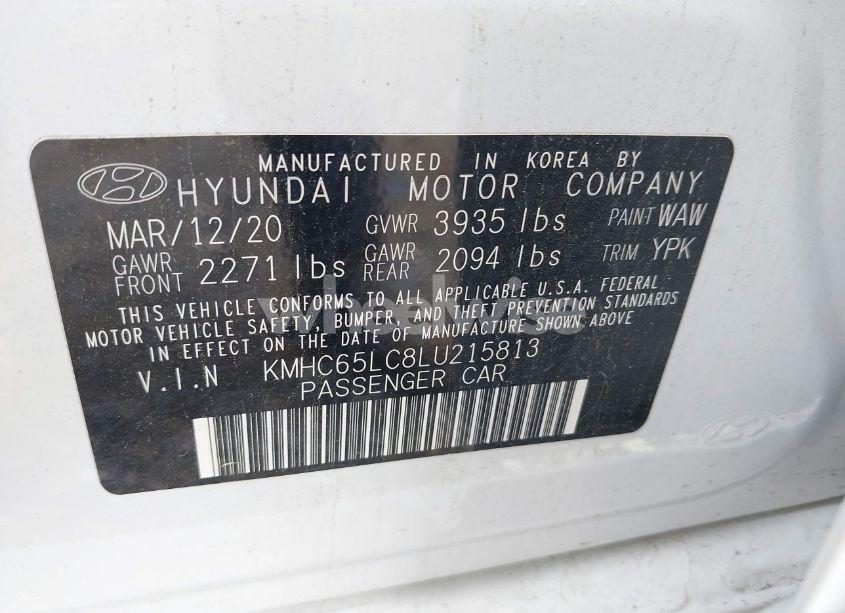 MANUFACTURED IN KOREA BY
HYUNDAI MOTOR COMPANY
MAR/12/20 GVWR 3935 lbs PAINT WAW
GAWR FRONT 2271 lbs GAWR REAR 2094 lbs TRIM YPK
THIS VEHICLE CONFORMS TO ALL APPLICABLE U.S.A. FEDERAL
MOTOR VEHICLE SAFETY, BUMPER, AND THEFT PREVENTION STANDARDS
IN EFFECT ON THE DATE OF MANUFACTURE SHOWN ABOVE
V.I.N KMHC65LC8LU215813
PASSENGER CAR